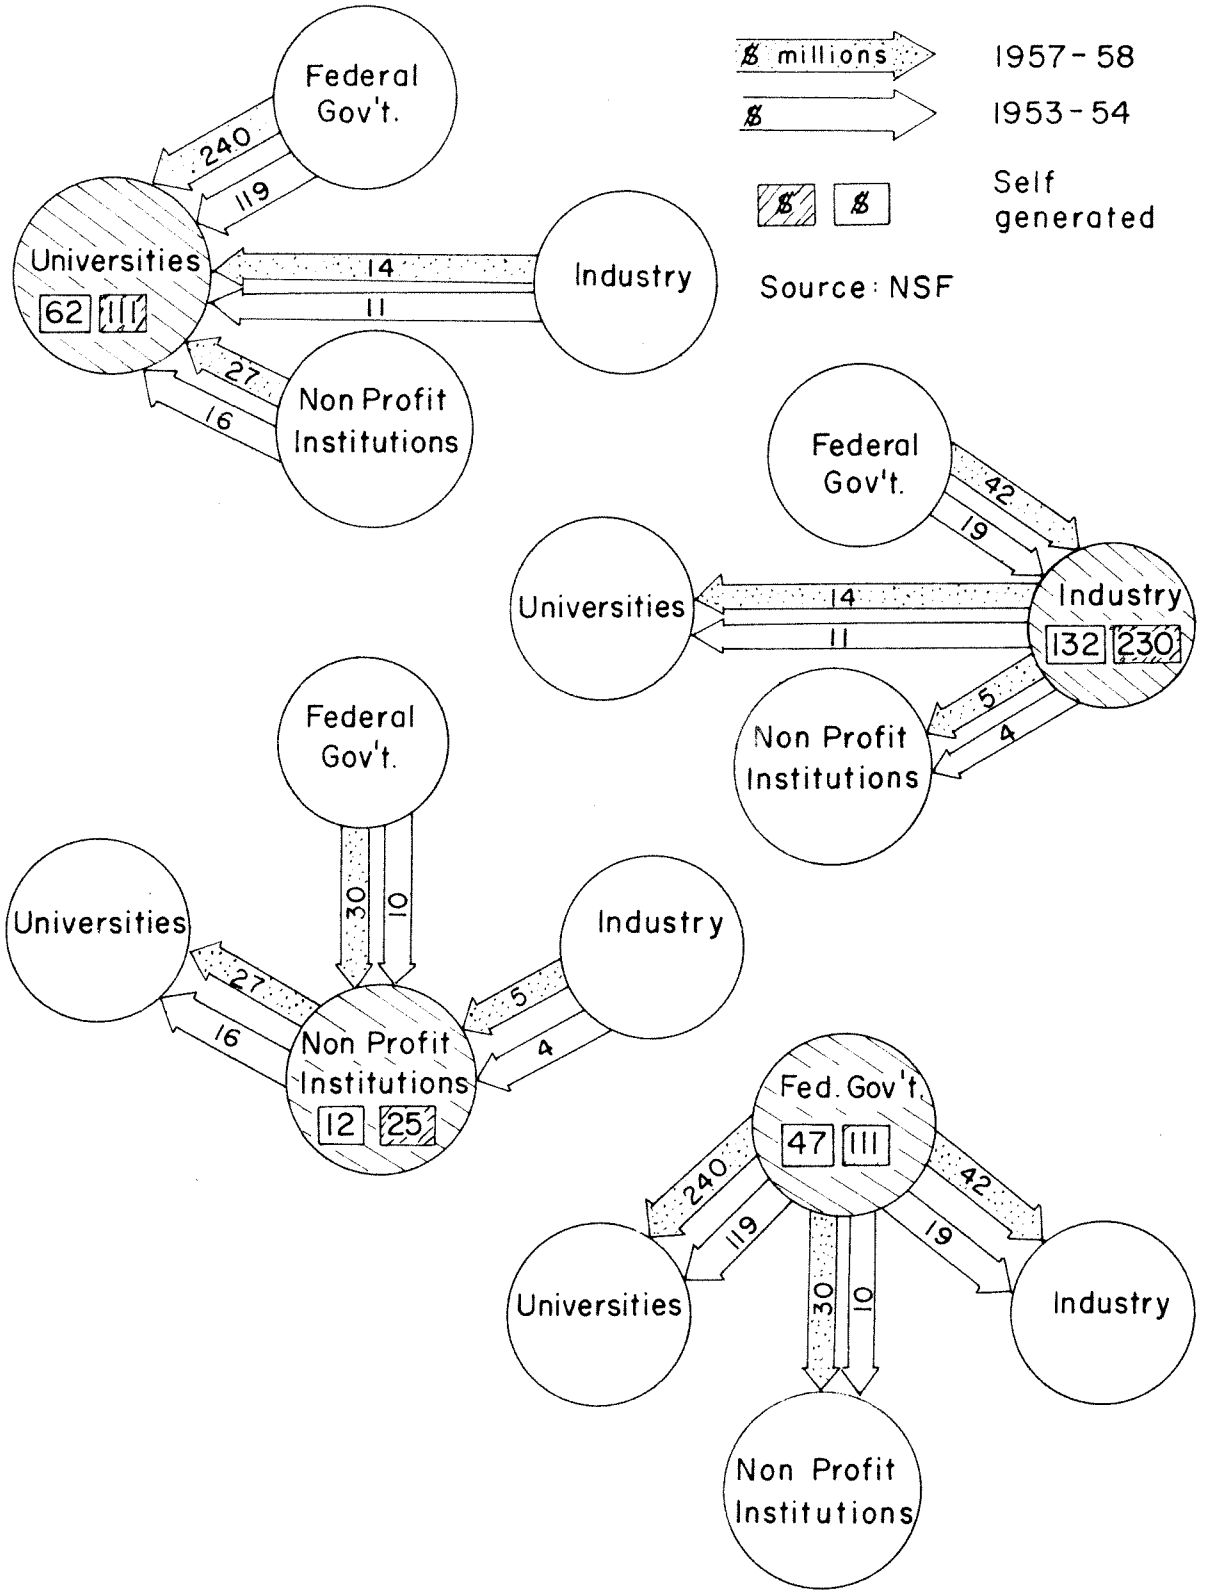 Federal
Gov't.
240
119
Universities
62 111
14
11
Industry
27
16
Non Profit
Institutions
$ millions 1957-58
$ 1953-54
$ $ Self
generated
Source: NSF
Federal
Gov't.
42
19
Universities
14
11
Industry
132 230
5
4
Non Profit
Institutions
Federal
Gov't.
30
10
Universities
Industry
27
16
5
4
Non Profit
Institutions
12 25
Fed. Gov't.
47 111
240
119
42
19
30
10
Universities
Industry
Non Profit
Institutions